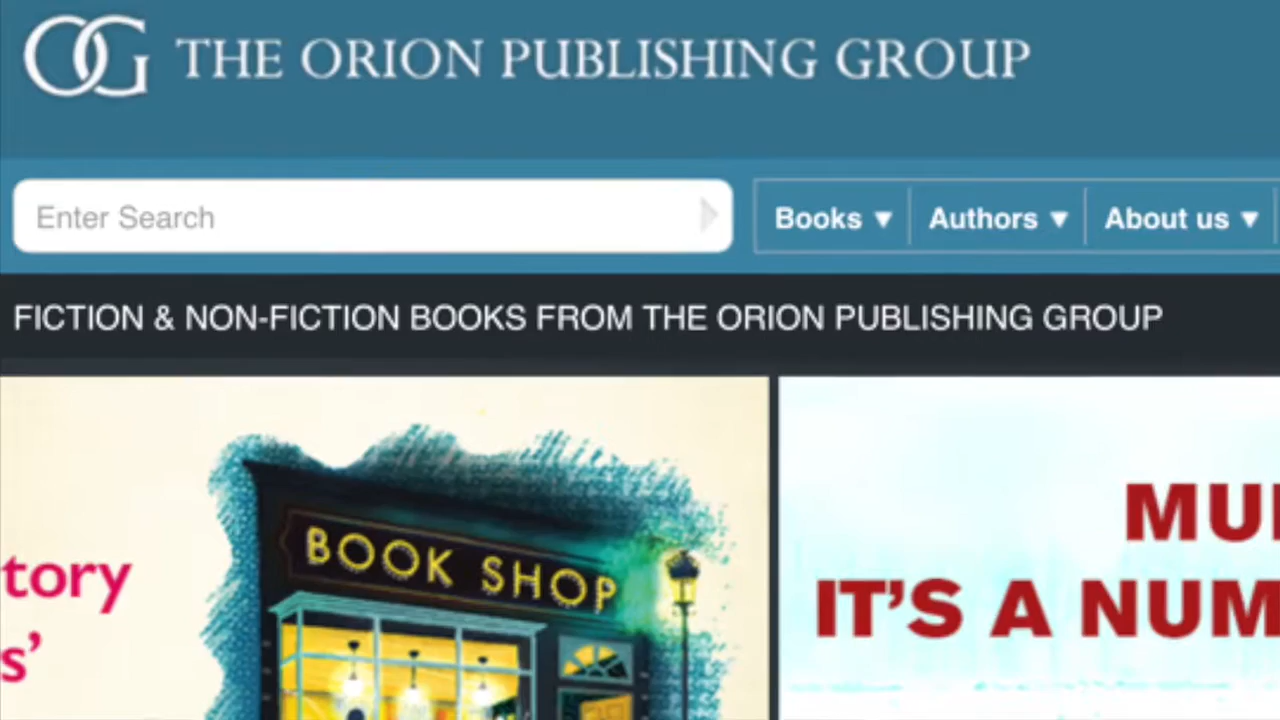 OG THE ORION PUBLISHING GROUP
Enter Search
Books ▼ Authors ▼ About us ▼
FICTION & NON-FICTION BOOKS FROM THE ORION PUBLISHING GROUP
BOOK SHOP
tory
s’
MU
IT’S A NUM